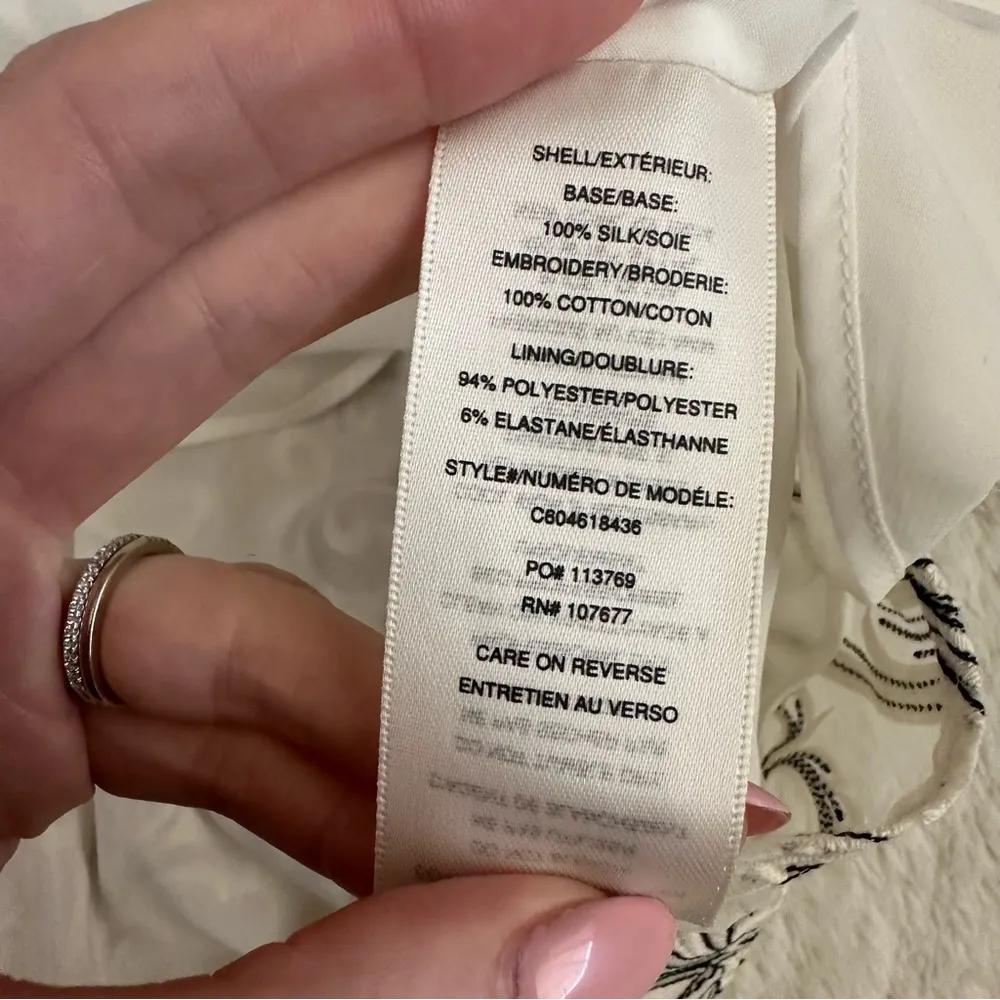 SHELL/EXTÉRIEUR:
BASE/BASE:
100% SILK/SOIE
EMBROIDERY/BRODERIE:
100% COTTON/COTON
LINING/DOUBLURE:
94% POLYESTER/POLYESTER
6% ELASTANE/ÉLASTHANNE
STYLE#/NUMÉRO DE MODÉLE:
C604618436
PO# 113769
RN# 107677
CARE ON REVERSE
ENTRETIEN AU VERSO